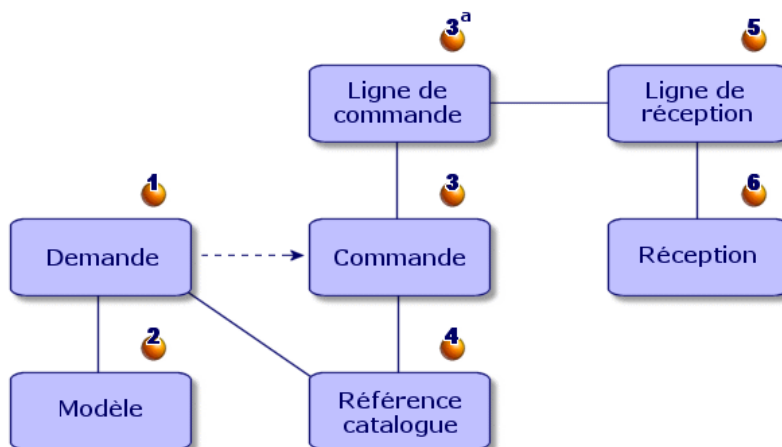 3a
5
Ligne de
commande
Ligne de
réception
1
3
6
Demande
Commande
Réception
2
4
Modèle
Référence
catalogue